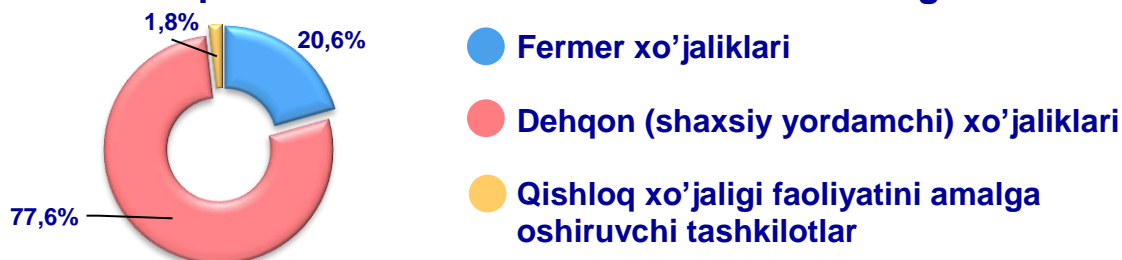 1,8%
20,6%
77,6%
Fermer xo’jaliklari
Dehqon (shaxsiy yordamchi) xo’jaliklari
Qishloq xo’jaligi faoliyatini amalga
oshiruvchi tashkilotlar